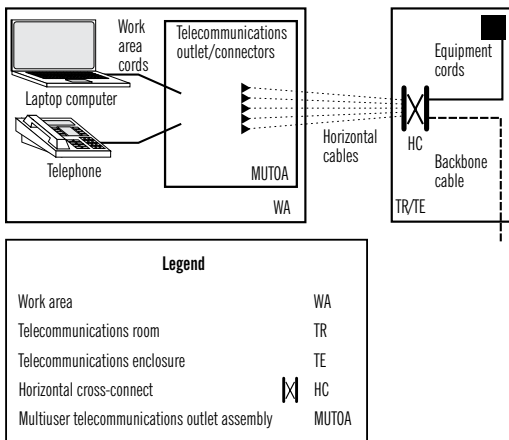 Work
area
cords
Telecommunications
outlet/connectors
Laptop computer
Telephone
MUTOA
WA
Horizontal
cables
Equipment
cords
HC
Backbone
cable
TR/TE
Legend
Work area WA
Telecommunications room TR
Telecommunications enclosure TE
Horizontal cross-connect HC
Multiuser telecommunications outlet assembly MUTOA